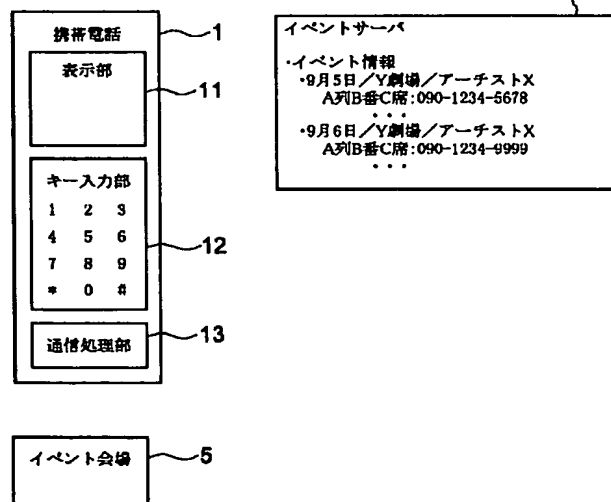 携帯電話
1
表示部
11
キー入力部
1 2 3
4 5 6
7 8 9
* 0 #
12
通信処理部
13
イベント会場
5
イベントサーバ
・イベント情報
・9月5日／Y劇場／アーチストX
A列B番C席:090-1234-5678
・・・
・9月6日／Y劇場／アーチストX
A列B番C席:090-1234-9999
・・・